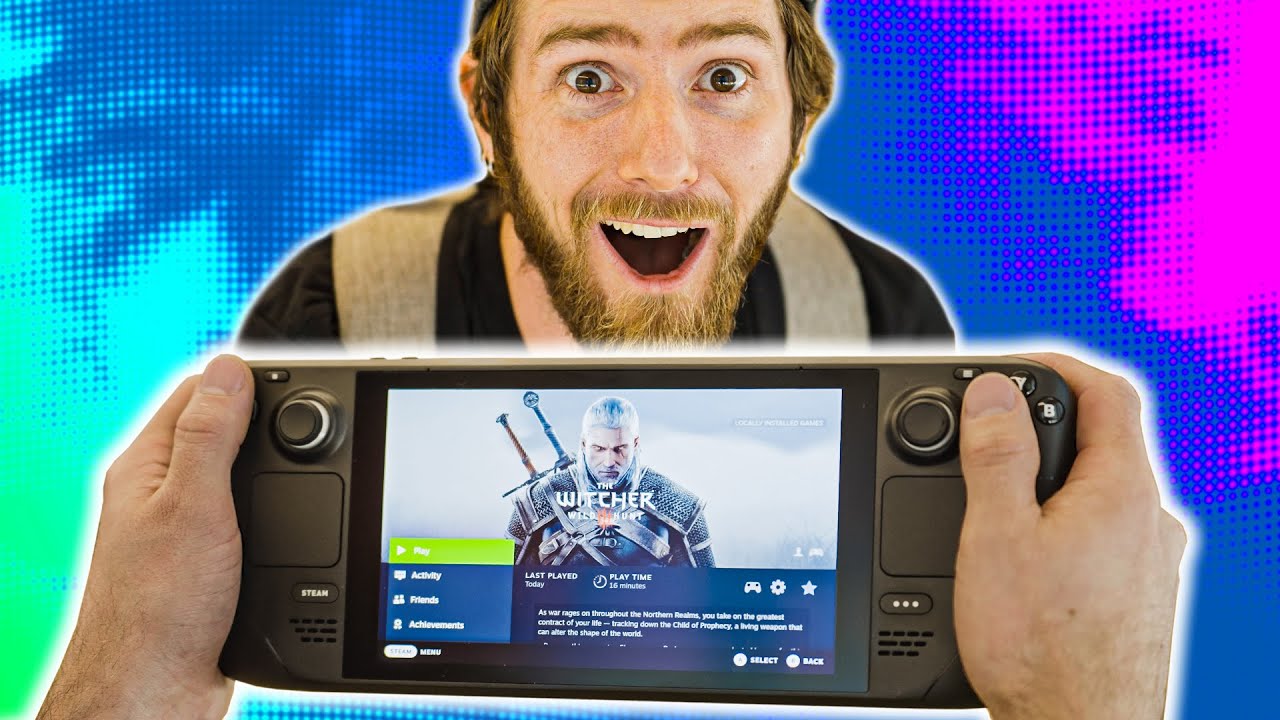 LOCALLY INSTALLED GAMES
THE
WITCHER
WILD HUNT
Play
Activity
Friends
Achievements
LAST PLAYED
Today
PLAY TIME
16 minutes
As war rages on throughout the Northern Realms, you take on the greatest
contract of your life — tracking down the Child of Prophecy, a living weapon that
can alter the shape of the world.
STEAM MENU
SELECT
BACK
STEAM
Y
B